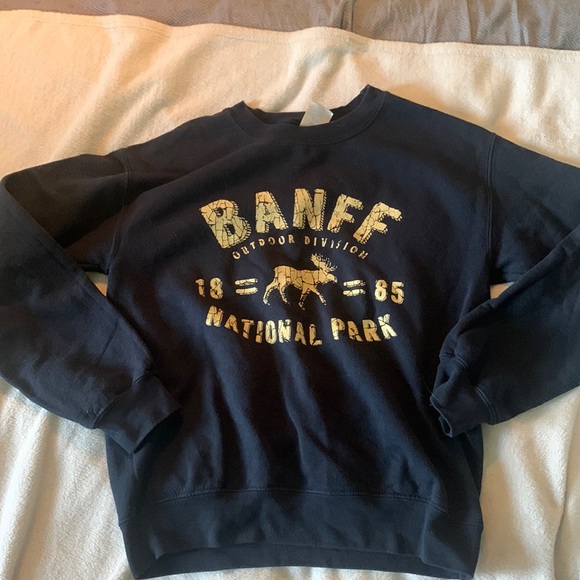 BANFF
OUTDOOR DIVISION
18 = = 85
NATIONAL PARK